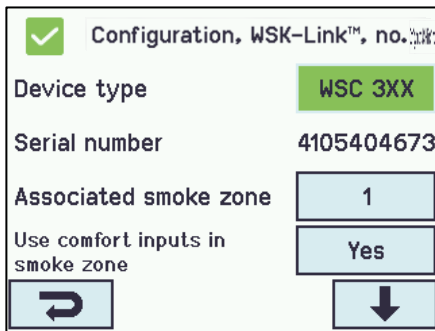 Configuration, WSK-Link™, no.
Device type WSC 3XX
Serial number 4105404673
Associated smoke zone 1
Use comfort inputs in
smoke zone Yes